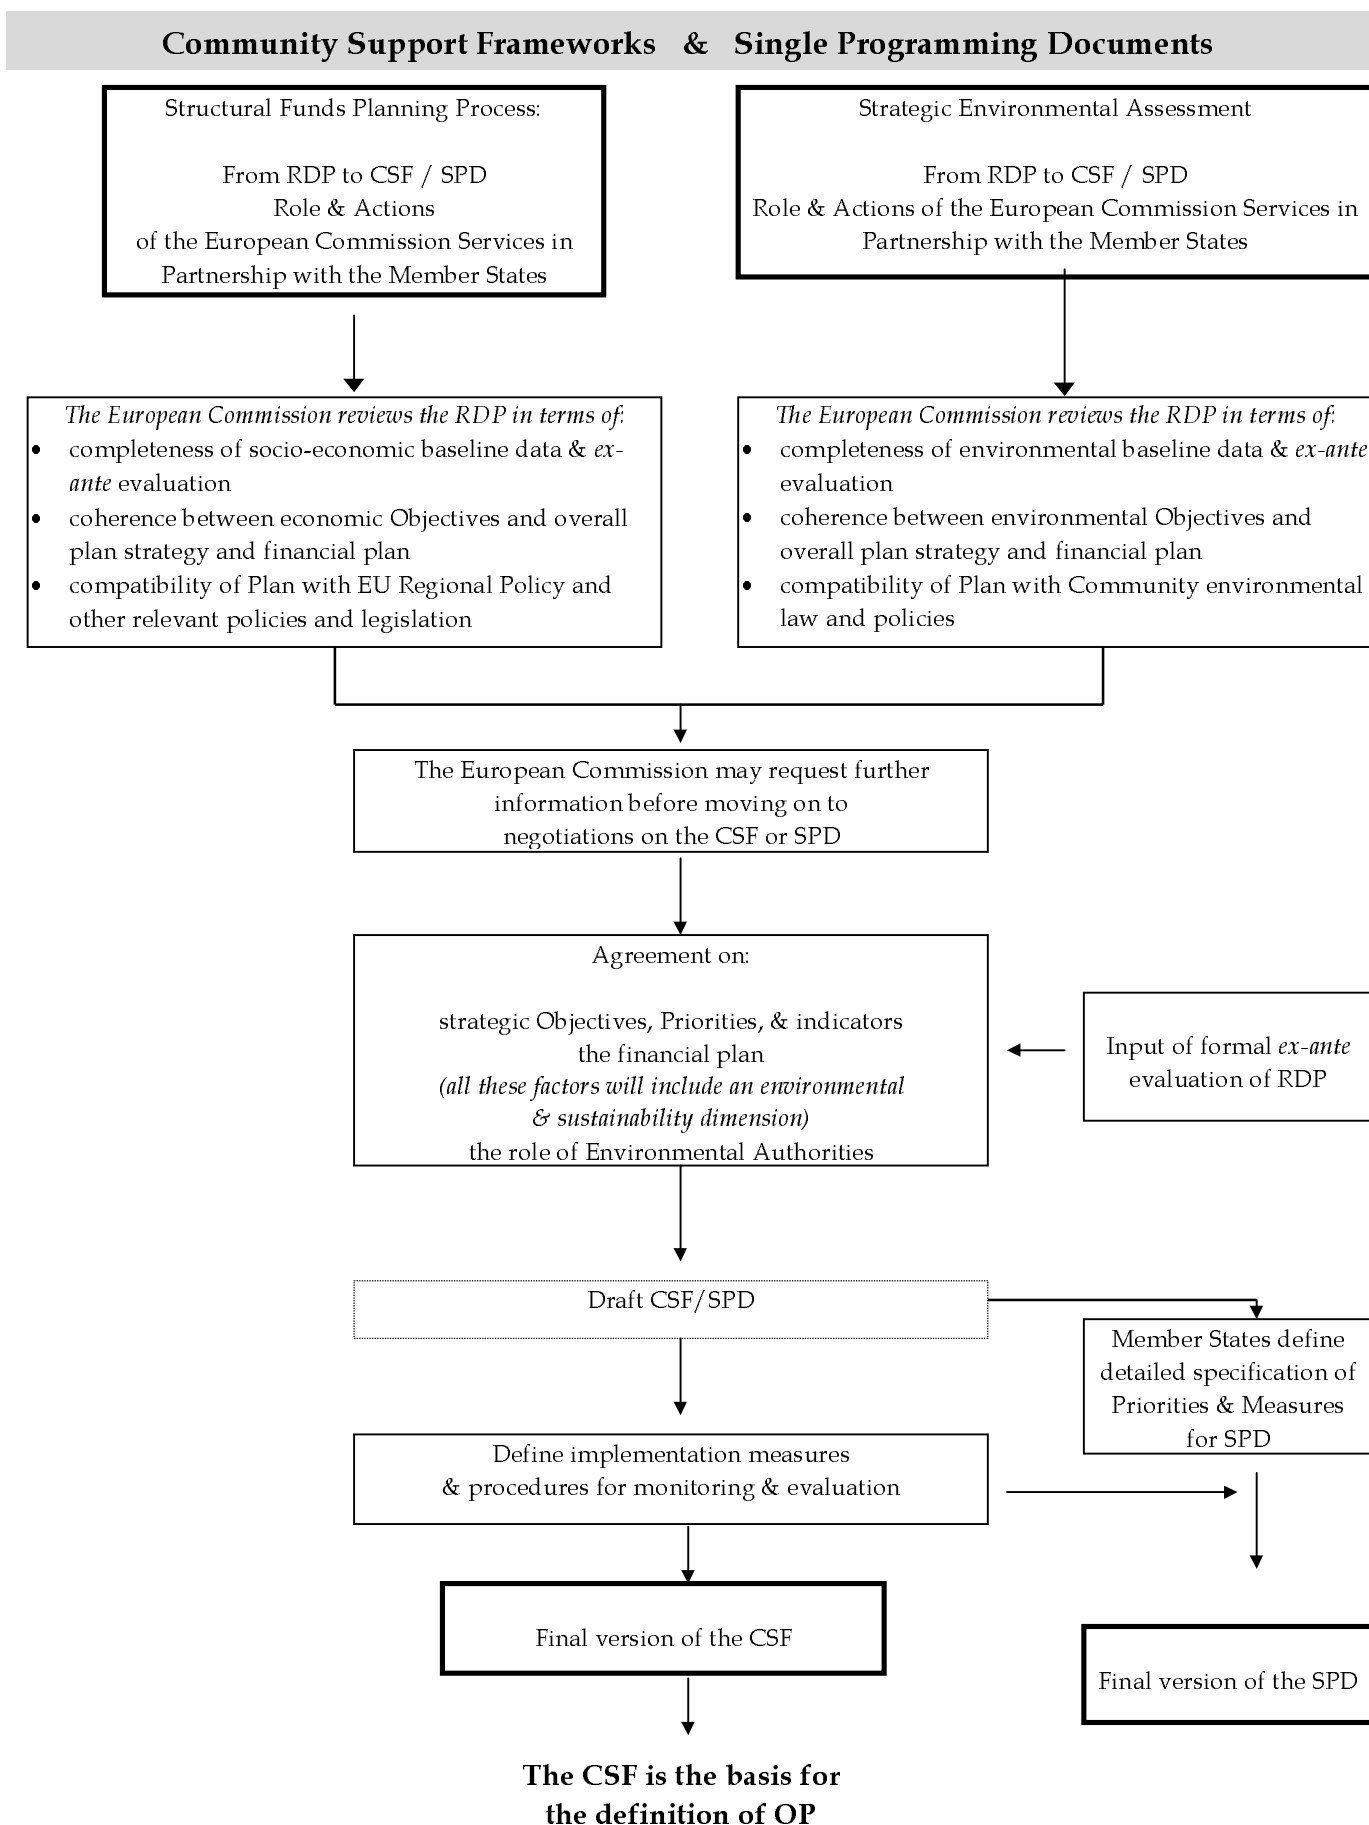 Community Support Frameworks & Single Programming Documents
Structural Funds Planning Process:
From RDP to CSF / SPD
Role & Actions
of the European Commission Services in
Partnership with the Member States
Strategic Environmental Assessment
From RDP to CSF / SPD
Role & Actions of the European Commission Services in
Partnership with the Member States
The European Commission reviews the RDP in terms of:
• completeness of socio-economic baseline data & ex-
ante evaluation
• coherence between economic Objectives and overall
plan strategy and financial plan
• compatibility of Plan with EU Regional Policy and
other relevant policies and legislation
The European Commission reviews the RDP in terms of:
• completeness of environmental baseline data & ex-ante
evaluation
• coherence between environmental Objectives and
overall plan strategy and financial plan
• compatibility of Plan with Community environmental
law and policies
The European Commission may request further
information before moving on to
negotiations on the CSF or SPD
Agreement on:
strategic Objectives, Priorities, & indicators
the financial plan
(all these factors will include an environmental
& sustainability dimension)
the role of Environmental Authorities
Input of formal ex-ante
evaluation of RDP
Draft CSF/SPD
Member States define
detailed specification of
Priorities & Measures
for SPD
Define implementation measures
& procedures for monitoring & evaluation
Final version of the CSF
Final version of the SPD
The CSF is the basis for
the definition of OP